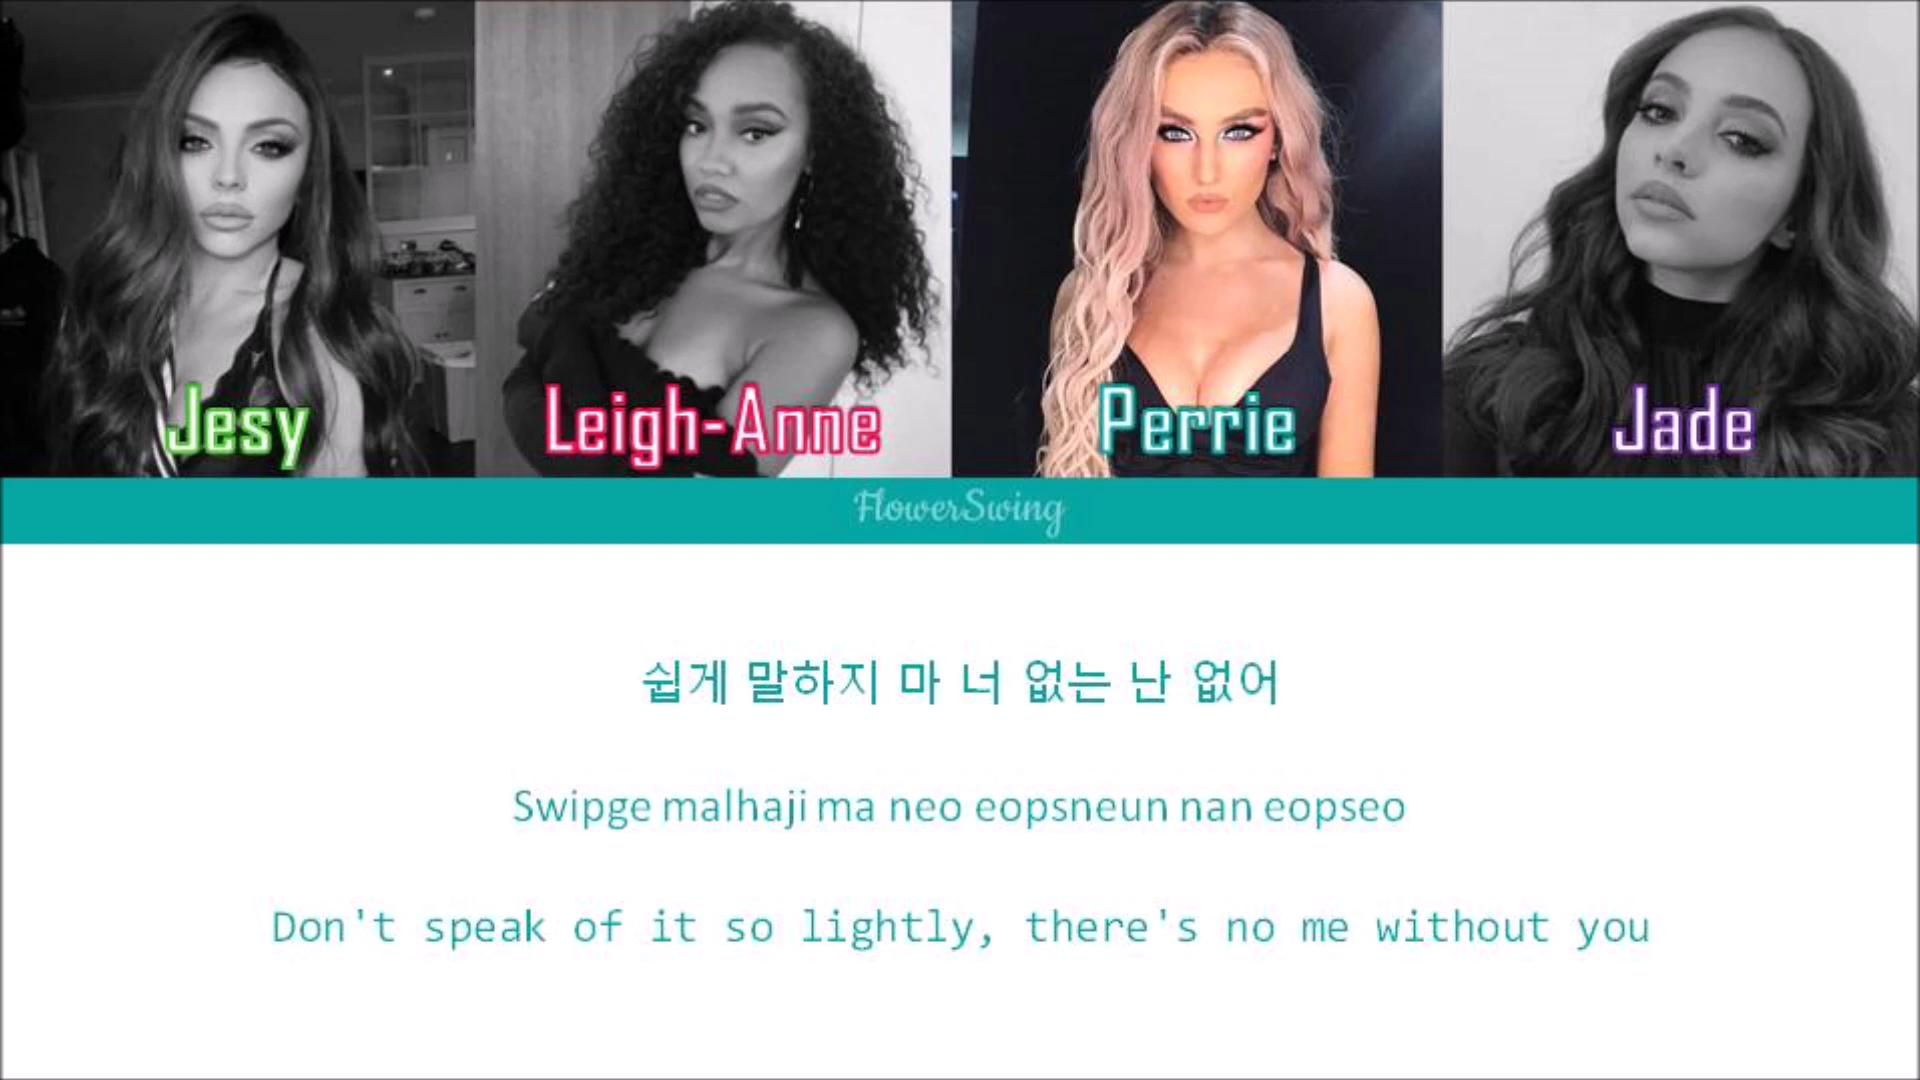 Jesy Leigh-Anne Perrie Jade
FlowerSwing
쉽게 말하지 마 너 없는 난 없어
Swipge malhaji ma neo eopsneun nan eopseo
Don't speak of it so lightly, there's no me without you